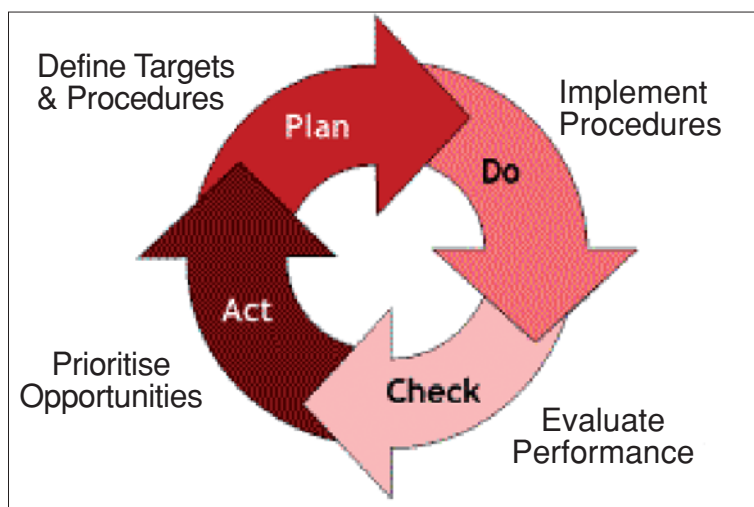 Define Targets
& Procedures
Plan
Implement
Procedures
Do
Act
Prioritise
Opportunities
Check
Evaluate
Performance